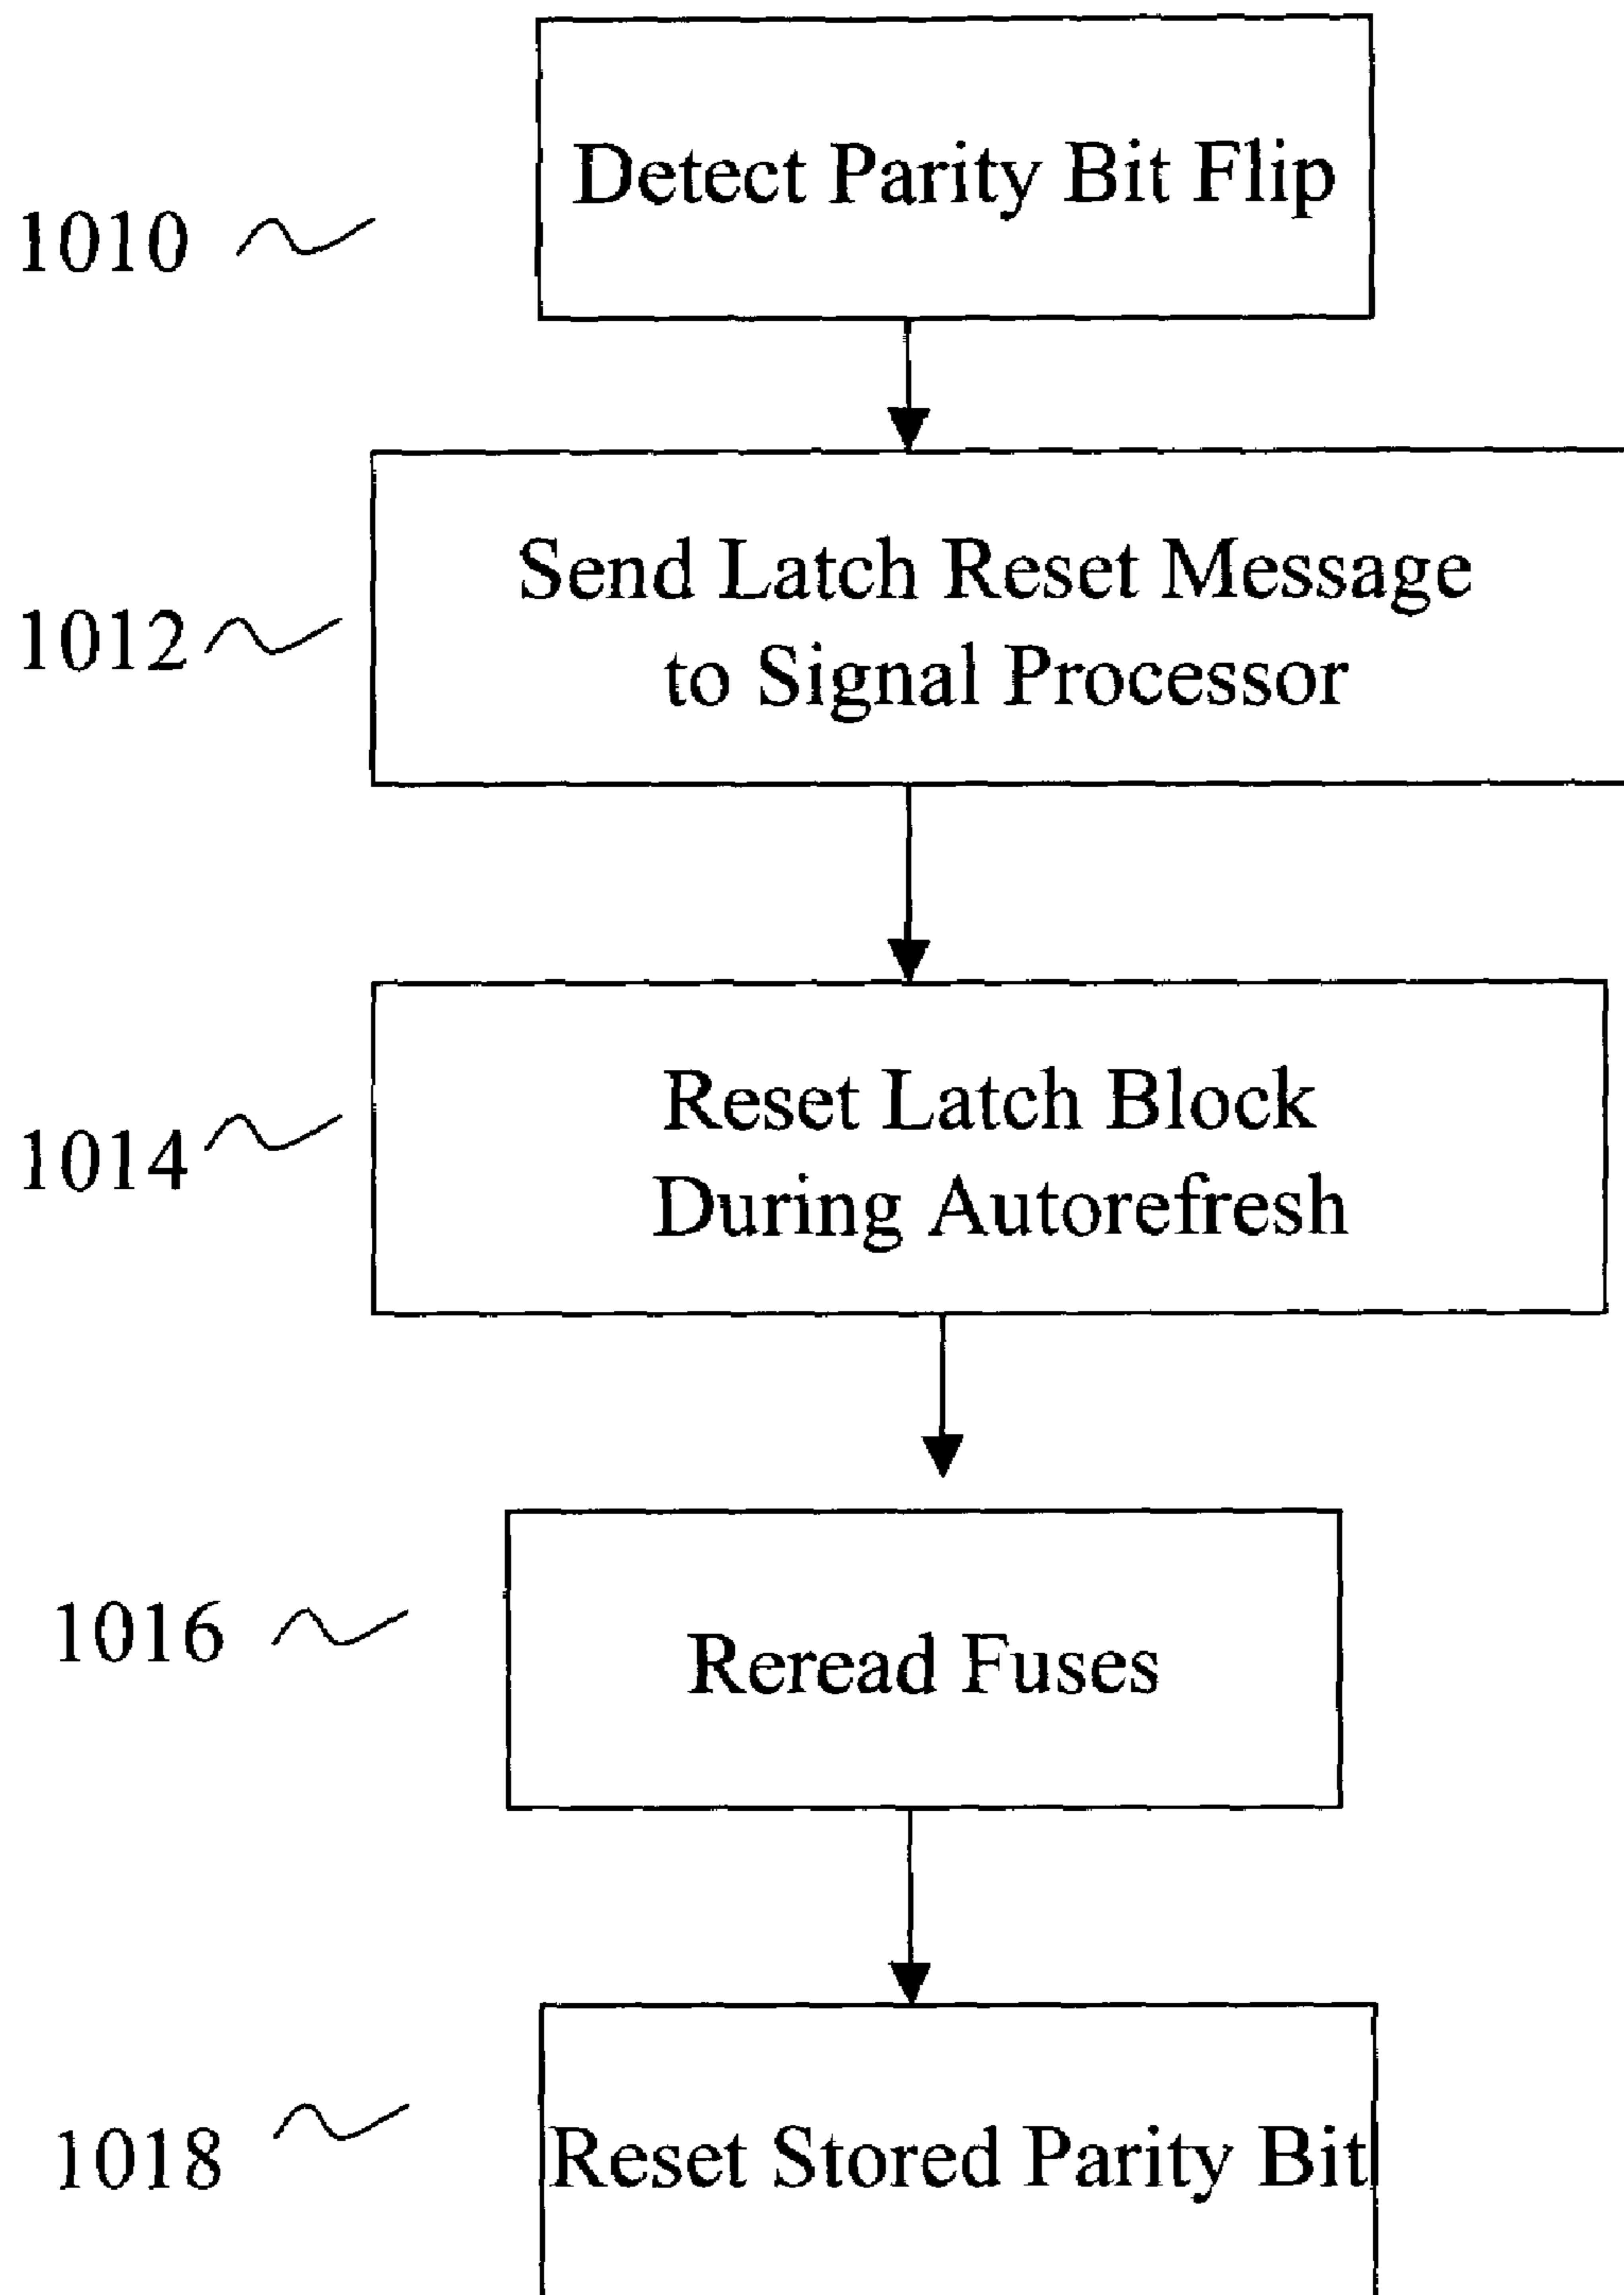 Detect Parity Bit Flip
1010
Send Latch Reset Message
to Signal Processor
1012
Reset Latch Block
During Autorefresh
1014
Reread Fuses
1016
Reset Stored Parity Bit
1018